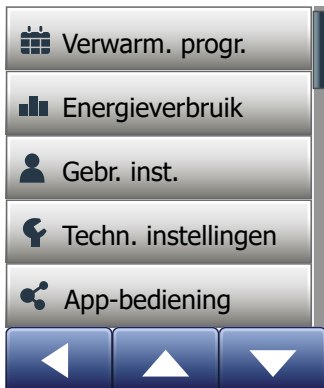 Verwarm. progr.
Energieverbruik
Gebr. inst.
Techn. instellingen
App-bediening